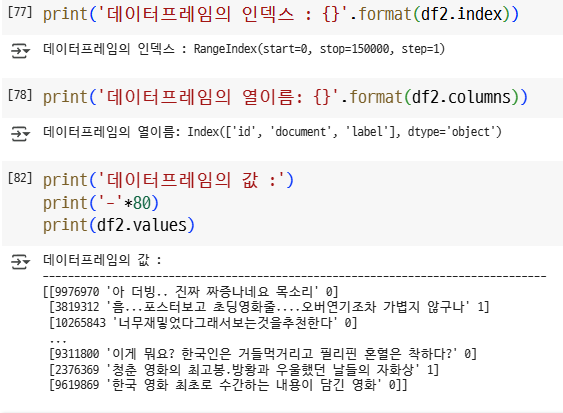 [77] print('데이터프레임의 인덱스 : {}'.format(df2.index))
데이터프레임의 인덱스 : RangeIndex(start=0, stop=150000, step=1)
[78] print('데이터프레임의 열이름: {}'.format(df2.columns))
데이터프레임의 열이름: Index(['id', 'document', 'label'], dtype='object')
[82] print('데이터프레임의 값 :')
print('-'*80)
print(df2.values)
데이터프레임의 값 :
--------------------------------------------------------------------------------
[[9976970 '아 더빙.. 진짜 짜증나네요 목소리' 0]
[3819312 '흠...포스터보고 초딩영화줄....오버연기조차 가볍지 않구나' 1]
[10265843 '너무재밓었다그래서보는것을추천한다' 0]
...
[9311800 '이게 뭐요? 한국인은 거들먹거리고 필리핀 혼혈은 착하다?' 0]
[2376369 '청춘 영화의 최고봉.방황과 우울했던 날들의 자화상' 1]
[9619869 '한국 영화 최초로 수간하는 내용이 담긴 영화' 0]]